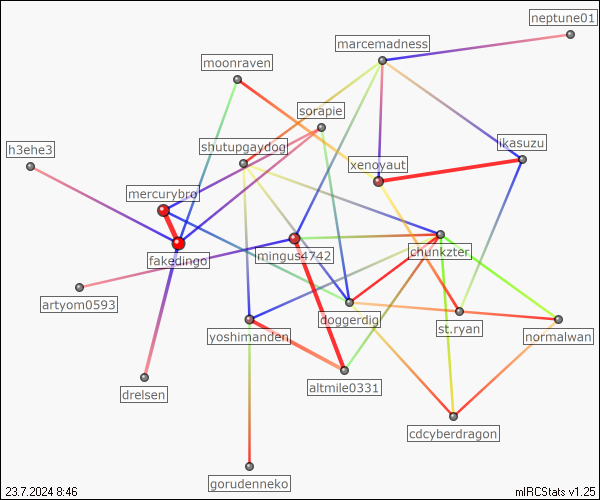 neptune01
marcemadness
moonraven
sorapie
h3ehe3
shutupgaydog
ikasuzu
xenoyaut
mercurybro
fakedingo
mingus4742
chunkzter
artyom0593
doggerdig
st.ryan
yoshimanden
normalwan
altmile0331
drelsen
cdcyberdragon
gorudenneko
23.7.2024 8:46
mIRCStats v1.25